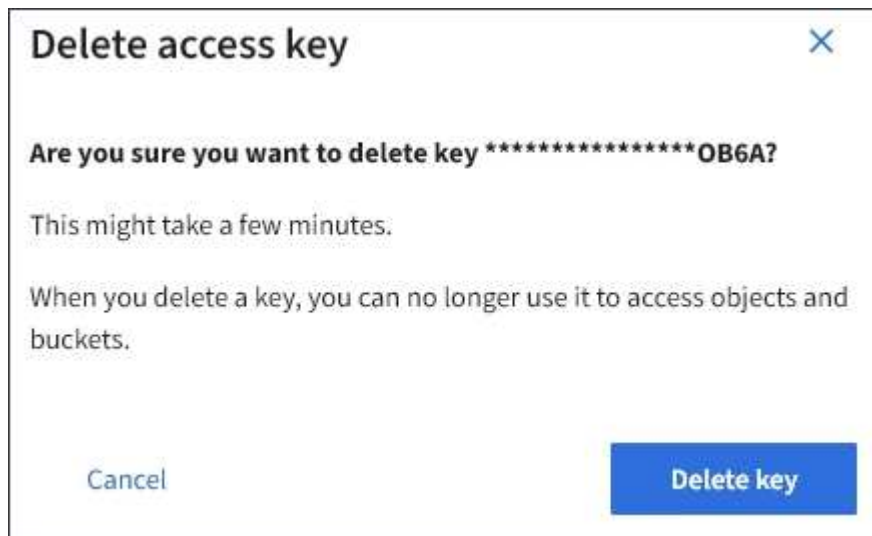 Delete access key
Are you sure you want to delete key ****************OB6A?
This might take a few minutes.
When you delete a key, you can no longer use it to access objects and
buckets.
Cancel
Delete key